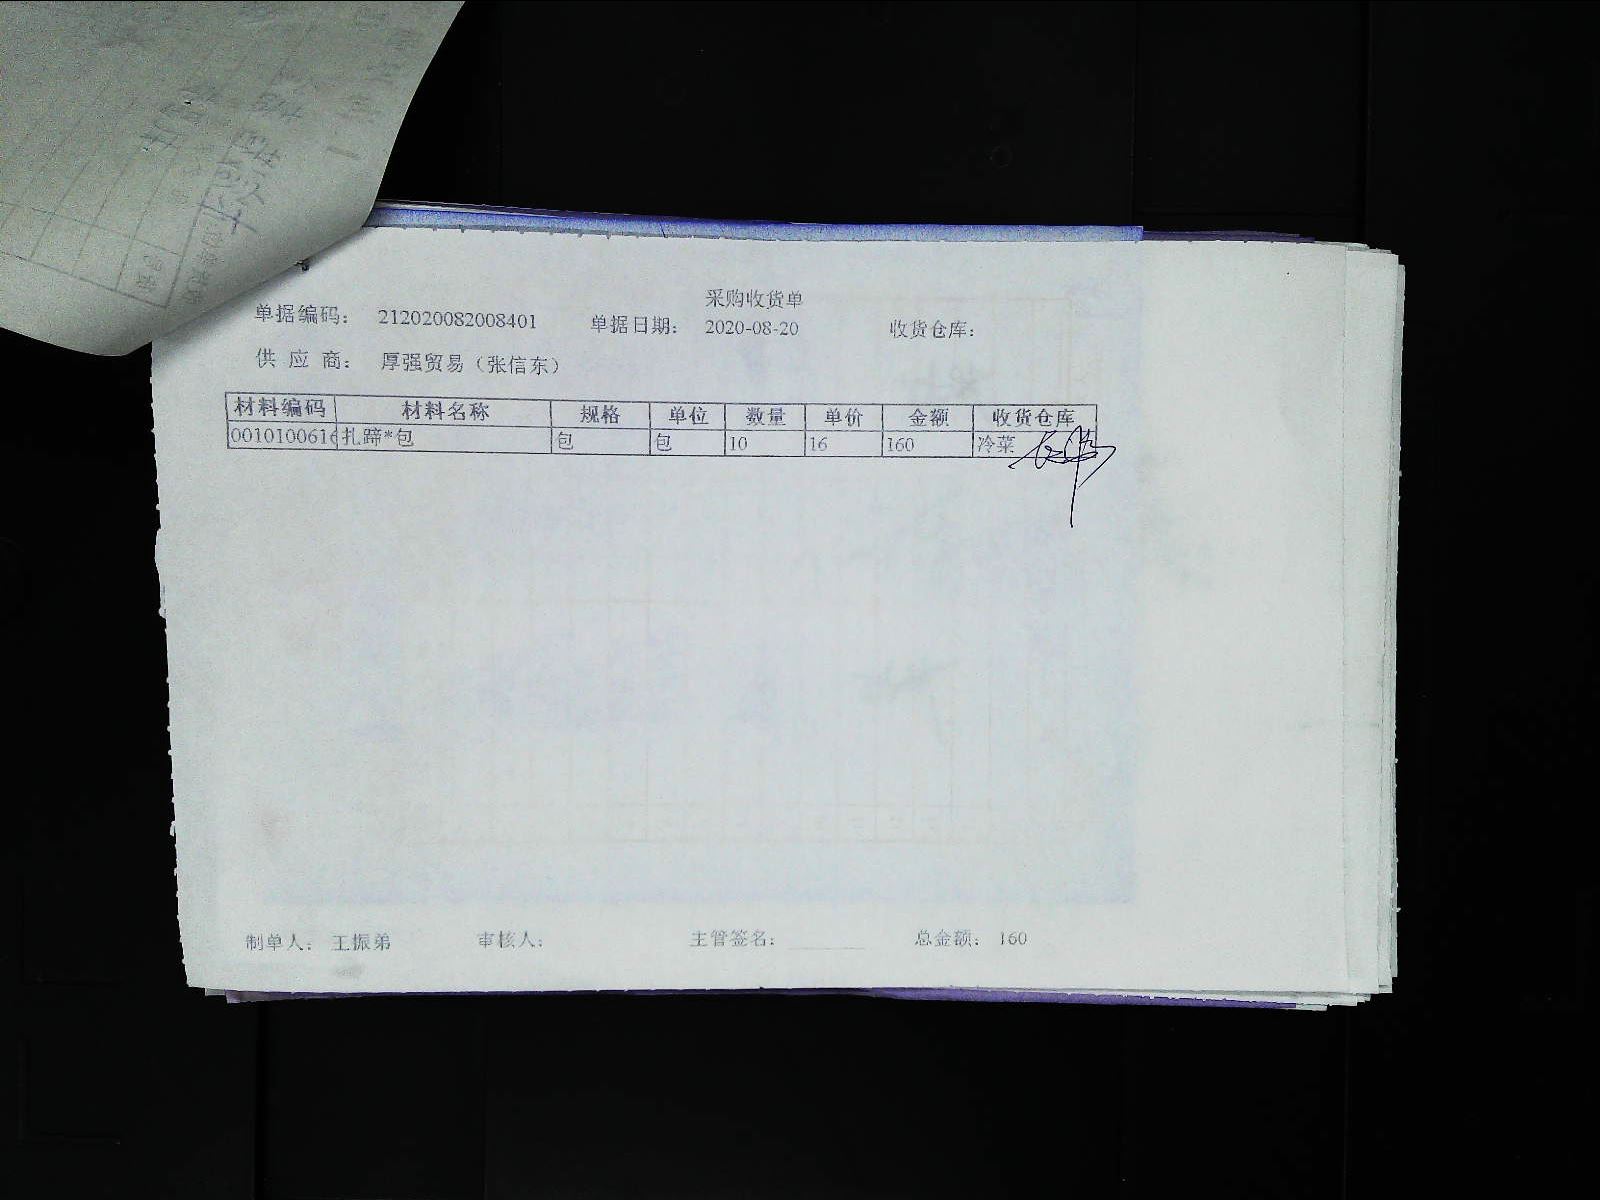 采购收货单
单据编码： 212020082008401 单据日期： 2020-08-20 收货仓库：
供 应 商： 厚强贸易（张信东）
材料编码 材料名称 规格 单位 数量 单价 金额 收货仓库
0010100616 扎蹄*包 包 包 10 16 160 冷菜
制单人： 王振弟 审核人： 主管签名： 总金额： 160